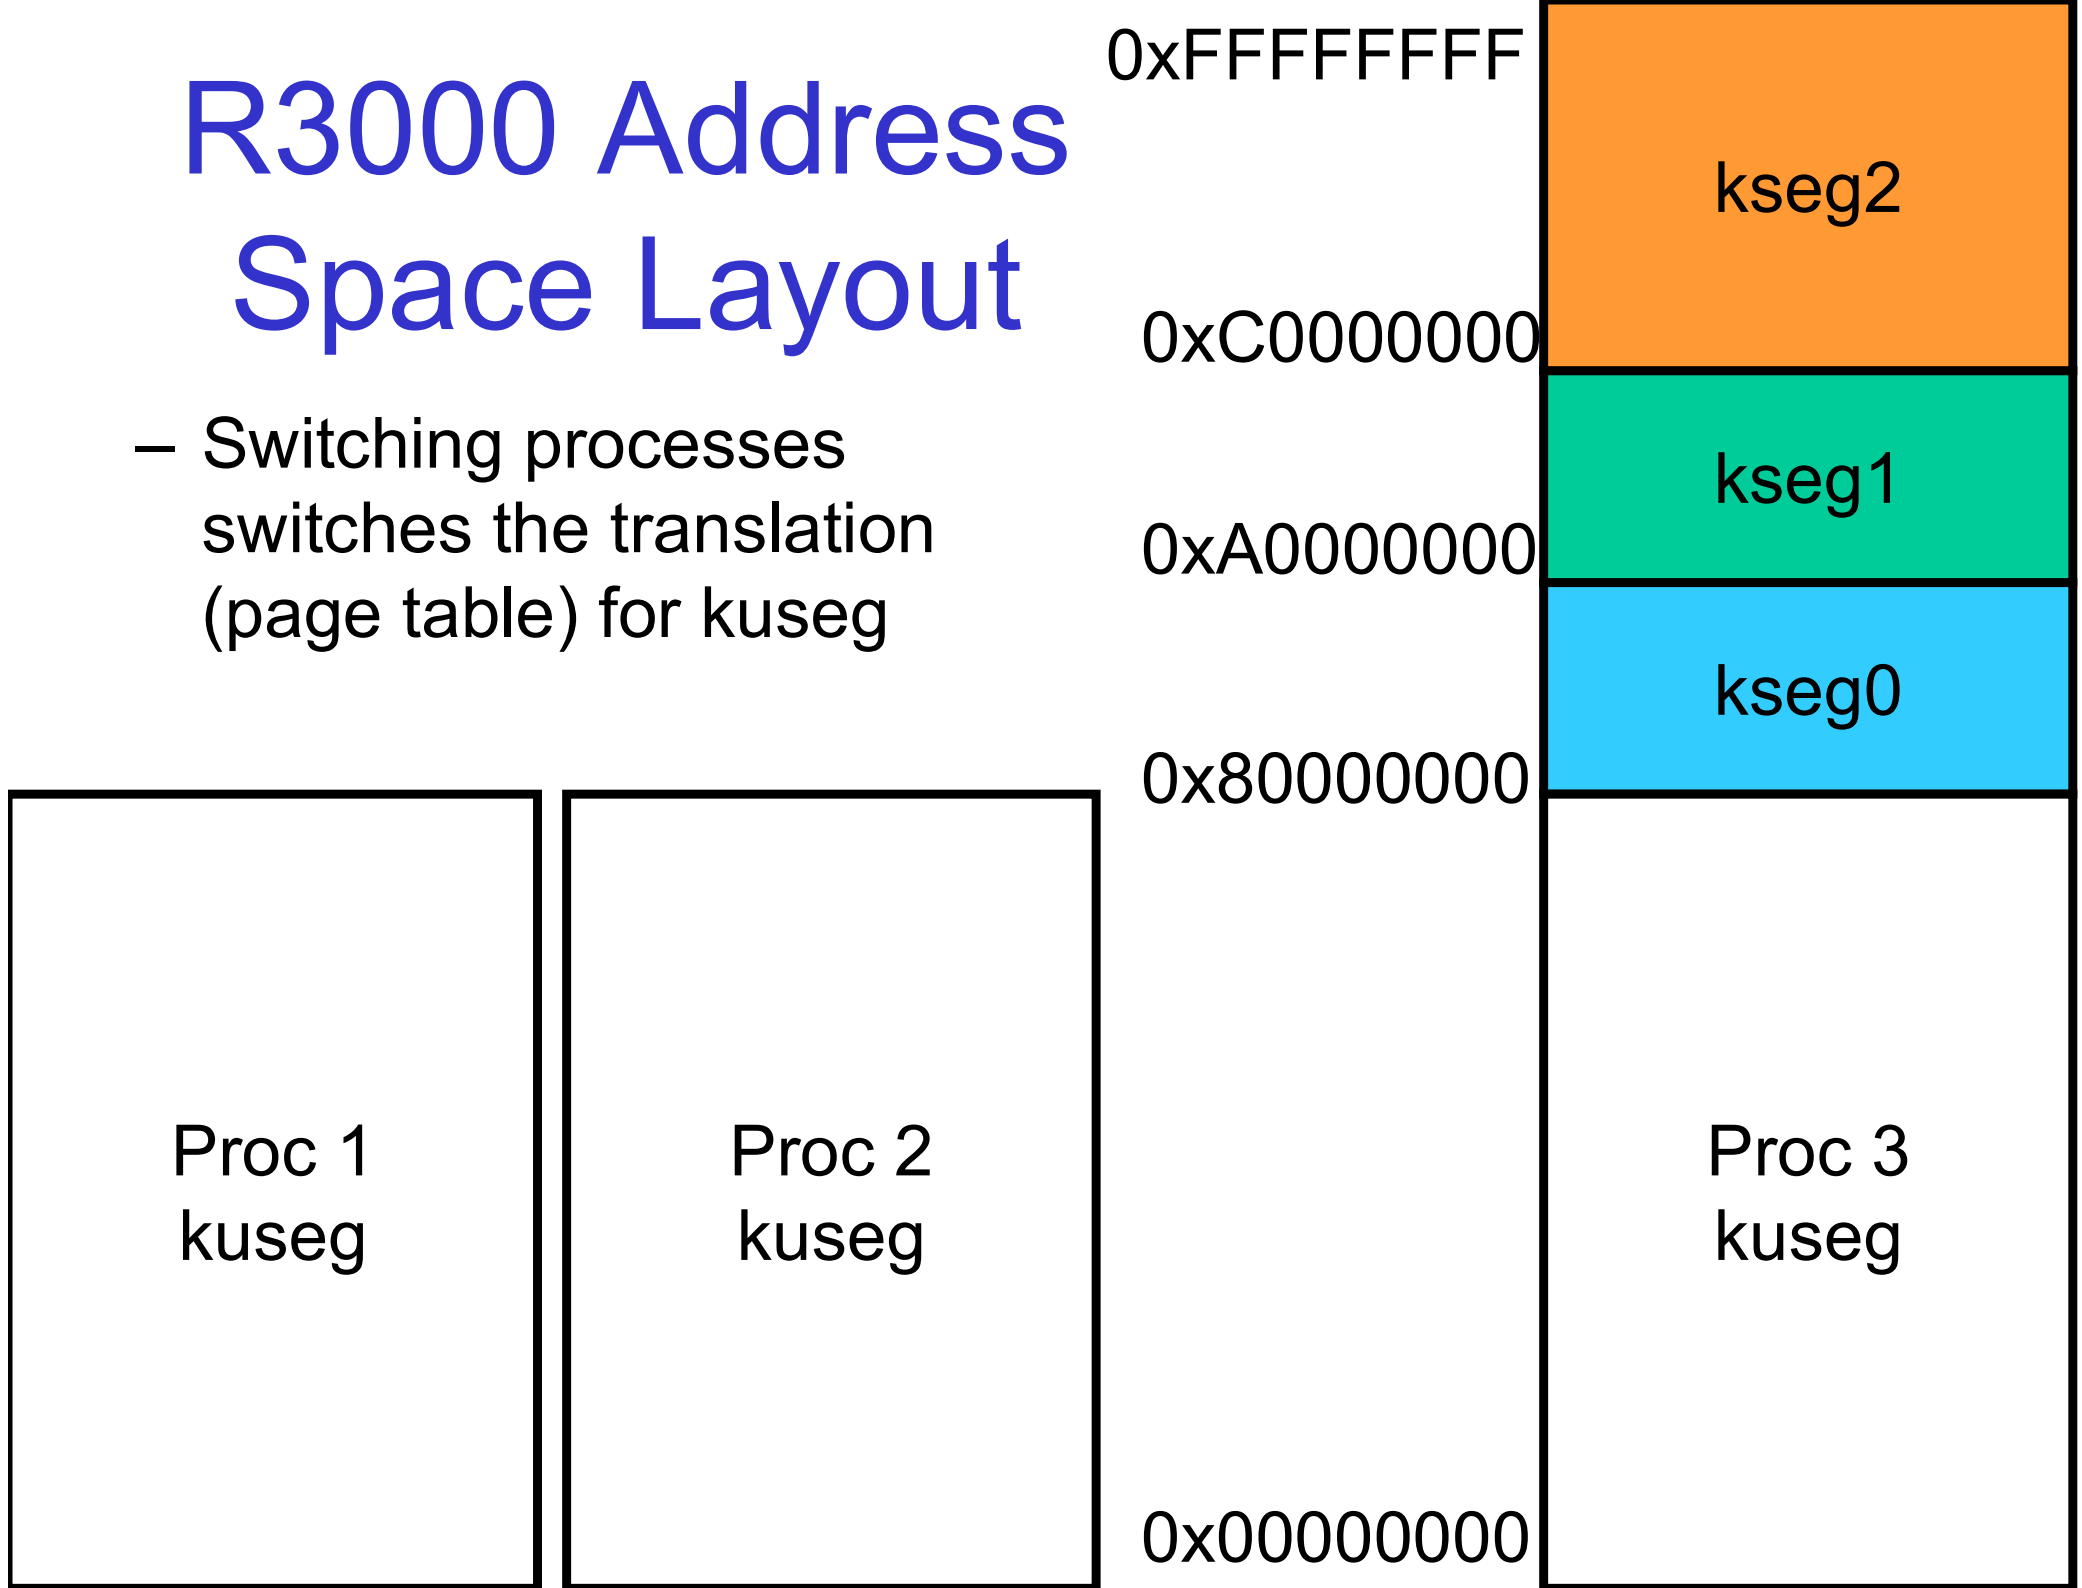 R3000 Address
Space Layout
– Switching processes
switches the translation
(page table) for kuseg
0xFFFFFFFF
kseg2
0xC0000000
kseg1
0xA0000000
kseg0
0x80000000
Proc 1
kuseg
Proc 2
kuseg
Proc 3
kuseg
0x00000000